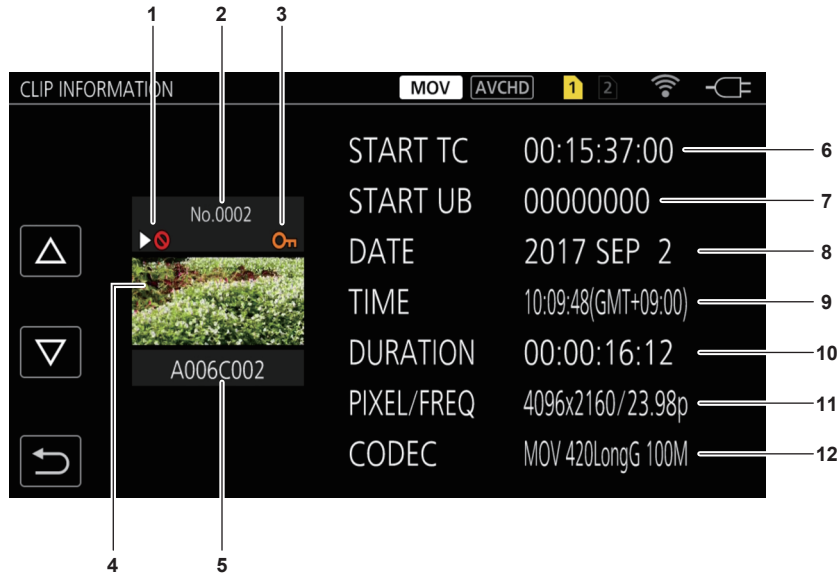 1 2 3
CLIP INFORMATION MOV AVCHD 1 2
START TC 00:15:37:00 6
START UB 00000000 7
No.0002
DATE 2017 SEP 2 8
TIME 10:09:48(GMT+09:00) 9
DURATION 00:00:16:12 10
A006C002
PIXEL/FREQ 4096x2160/23.98p 11
CODEC MOV 420LongG 100M 12
4 5